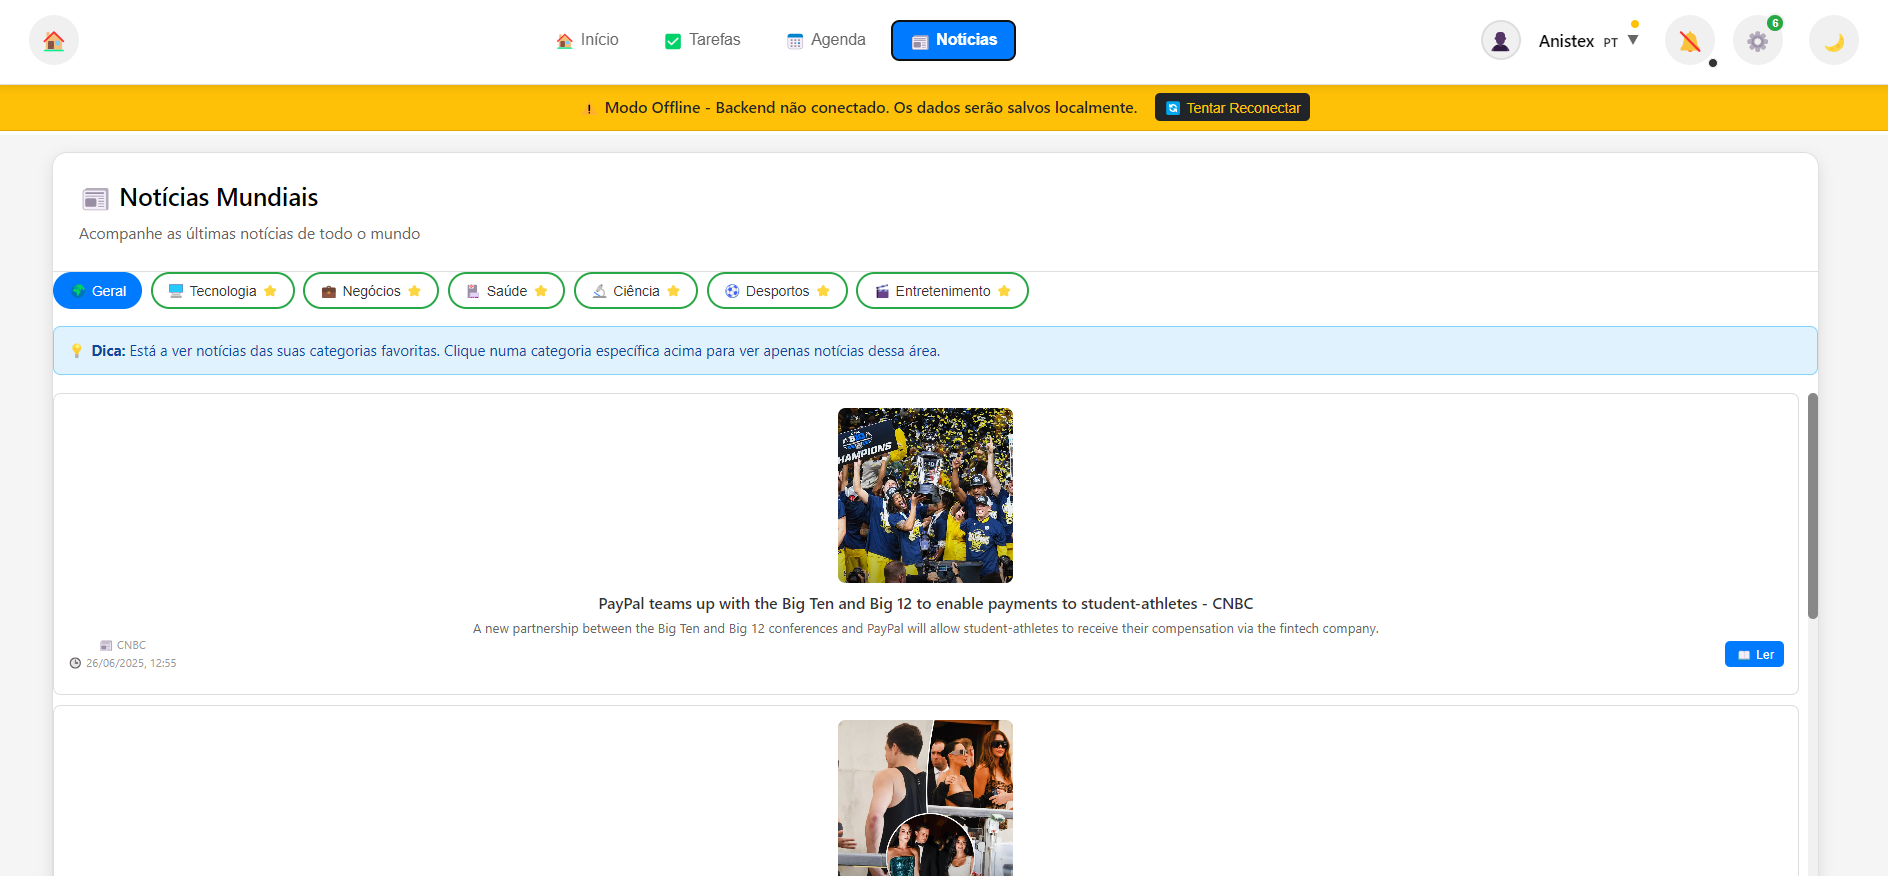 Início
Tarefas
Agenda
Notícias
Anistex PT ▼
6
Modo Offline - Backend não conectado. Os dados serão salvos localmente.
Tentar Reconectar
Notícias Mundiais
Acompanhe as últimas notícias de todo o mundo
Geral
Tecnologia
Negócios
Saúde
Ciência
Desportos
Entretenimento
Dica: Está a ver notícias das suas categorias favoritas. Clique numa categoria específica acima para ver apenas notícias dessa área.
CHAMPIONS
PayPal teams up with the Big Ten and Big 12 to enable payments to student-athletes - CNBC
A new partnership between the Big Ten and Big 12 conferences and PayPal will allow student-athletes to receive their compensation via the fintech company.
CNBC
26/06/2025, 12:55
Ler